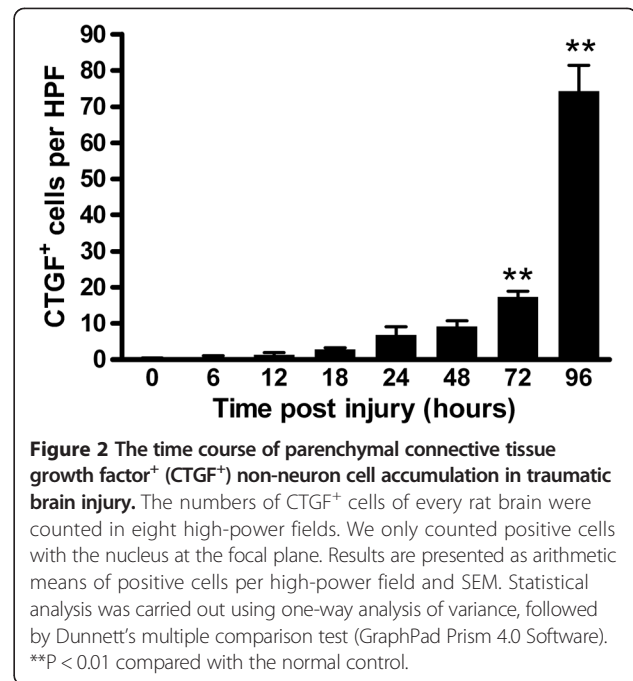 90
80
70
60
50
40
30
20
10
0
CTGF⁺ cells per HPF
**
**
0 6 12 18 24 48 72 96
Time post injury (hours)
Figure 2 The time course of parenchymal connective tissue
growth factor⁺ (CTGF⁺) non-neuron cell accumulation in traumatic
brain injury. The numbers of CTGF⁺ cells of every rat brain were
counted in eight high-power fields. We only counted positive cells
with the nucleus at the focal plane. Results are presented as arithmetic
means of positive cells per high-power field and SEM. Statistical
analysis was carried out using one-way analysis of variance, followed
by Dunnett's multiple comparison test (GraphPad Prism 4.0 Software).
**P < 0.01 compared with the normal control.